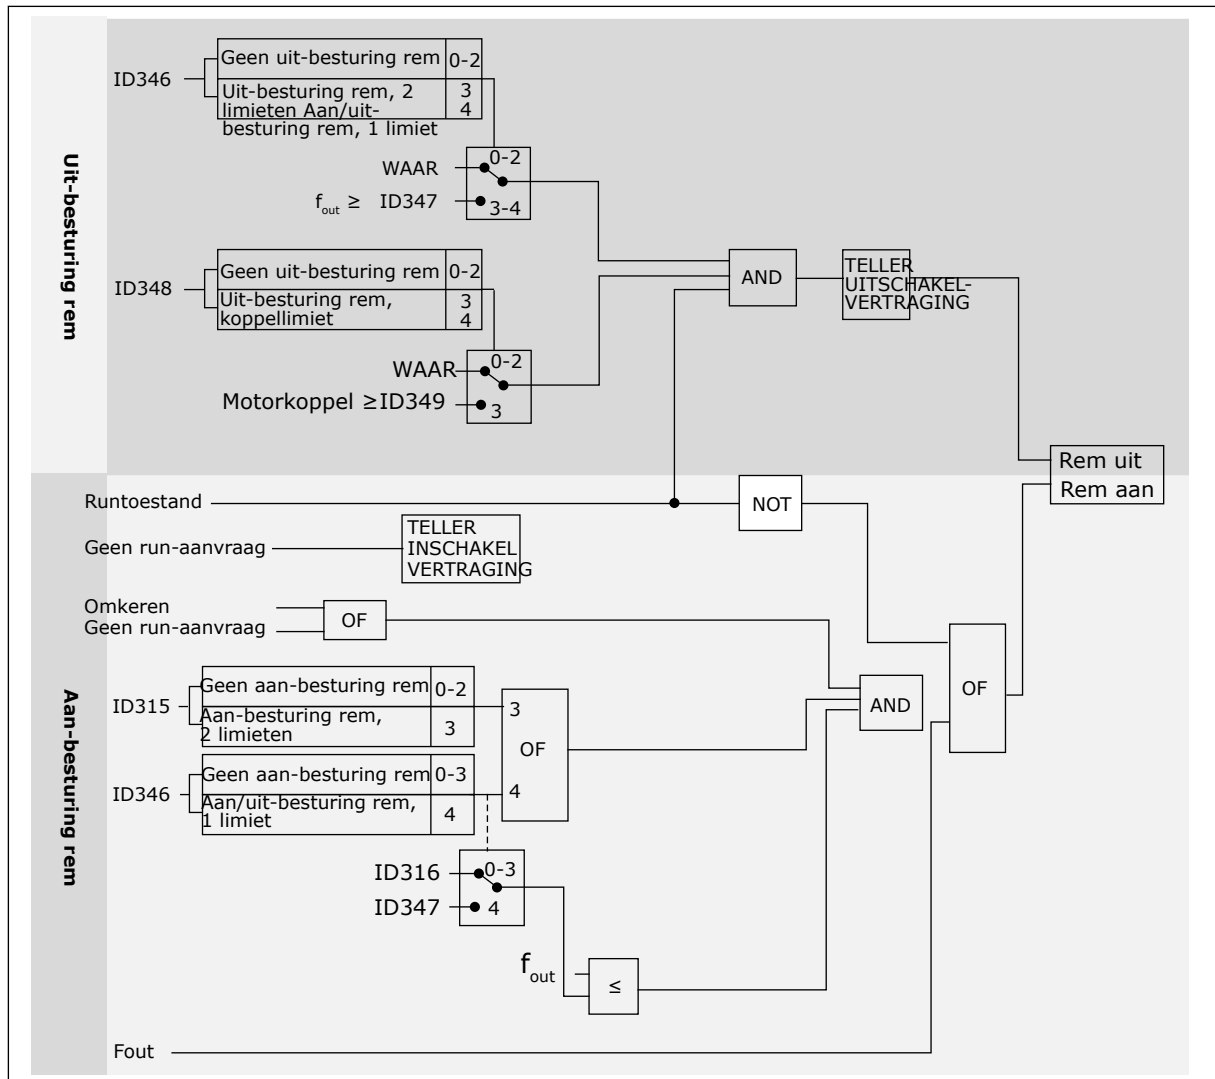 Uit-besturing rem
ID346
Geen uit-besturing rem
0-2
Uit-besturing rem, 2
limieten Aan/uit-
besturing rem, 1 limiet
3
4
WAAR
0-2
fout ≥ ID347
3-4
ID348
Geen uit-besturing rem
0-2
Uit-besturing rem,
koppellimiet
3
4
WAAR
0-2
Motorkoppel ≥ID349
3
AND
TELLER
UITSCHAKEL-
VERTRAGING
Rem uit
Rem aan
Aan-besturing rem
Runtoestand
NOT
Geen run-aanvraag
TELLER
INSCHAKEL
VERTRAGING
Omkeren
Geen run-aanvraag
OF
ID315
Geen aan-besturing rem
0-2
Aan-besturing rem,
2 limieten
3
ID346
Geen aan-besturing rem
0-3
Aan/uit-besturing rem,
1 limiet
4
3
OF
4
AND
OF
ID316
0-3
ID347
4
fout
≤
Fout